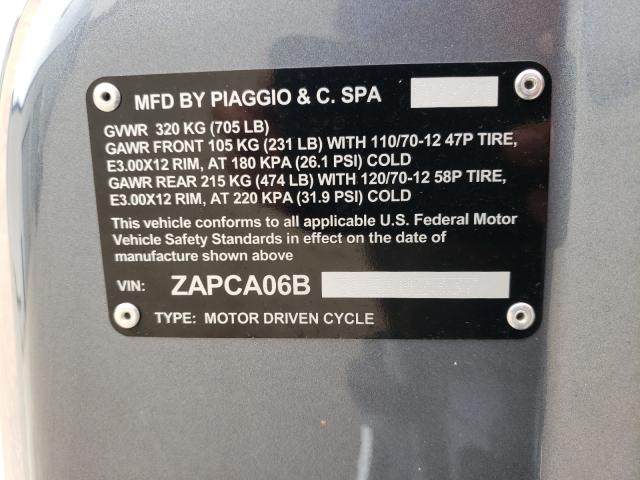 MFD BY PIAGGIO & C. SPA
GVWR 320 KG (705 LB)
GAWR FRONT 105 KG (231 LB) WITH 110/70-12 47P TIRE,
E3.00X12 RIM, AT 180 KPA (26.1 PSI) COLD
GAWR REAR 215 KG (474 LB) WITH 120/70-12 58P TIRE,
E3.00X12 RIM, AT 220 KPA (31.9 PSI) COLD
This vehicle conforms to all applicable U.S. Federal Motor
Vehicle Safety Standards in effect on the date of
manufacture shown above
VIN: ZAPCA06B
TYPE: MOTOR DRIVEN CYCLE